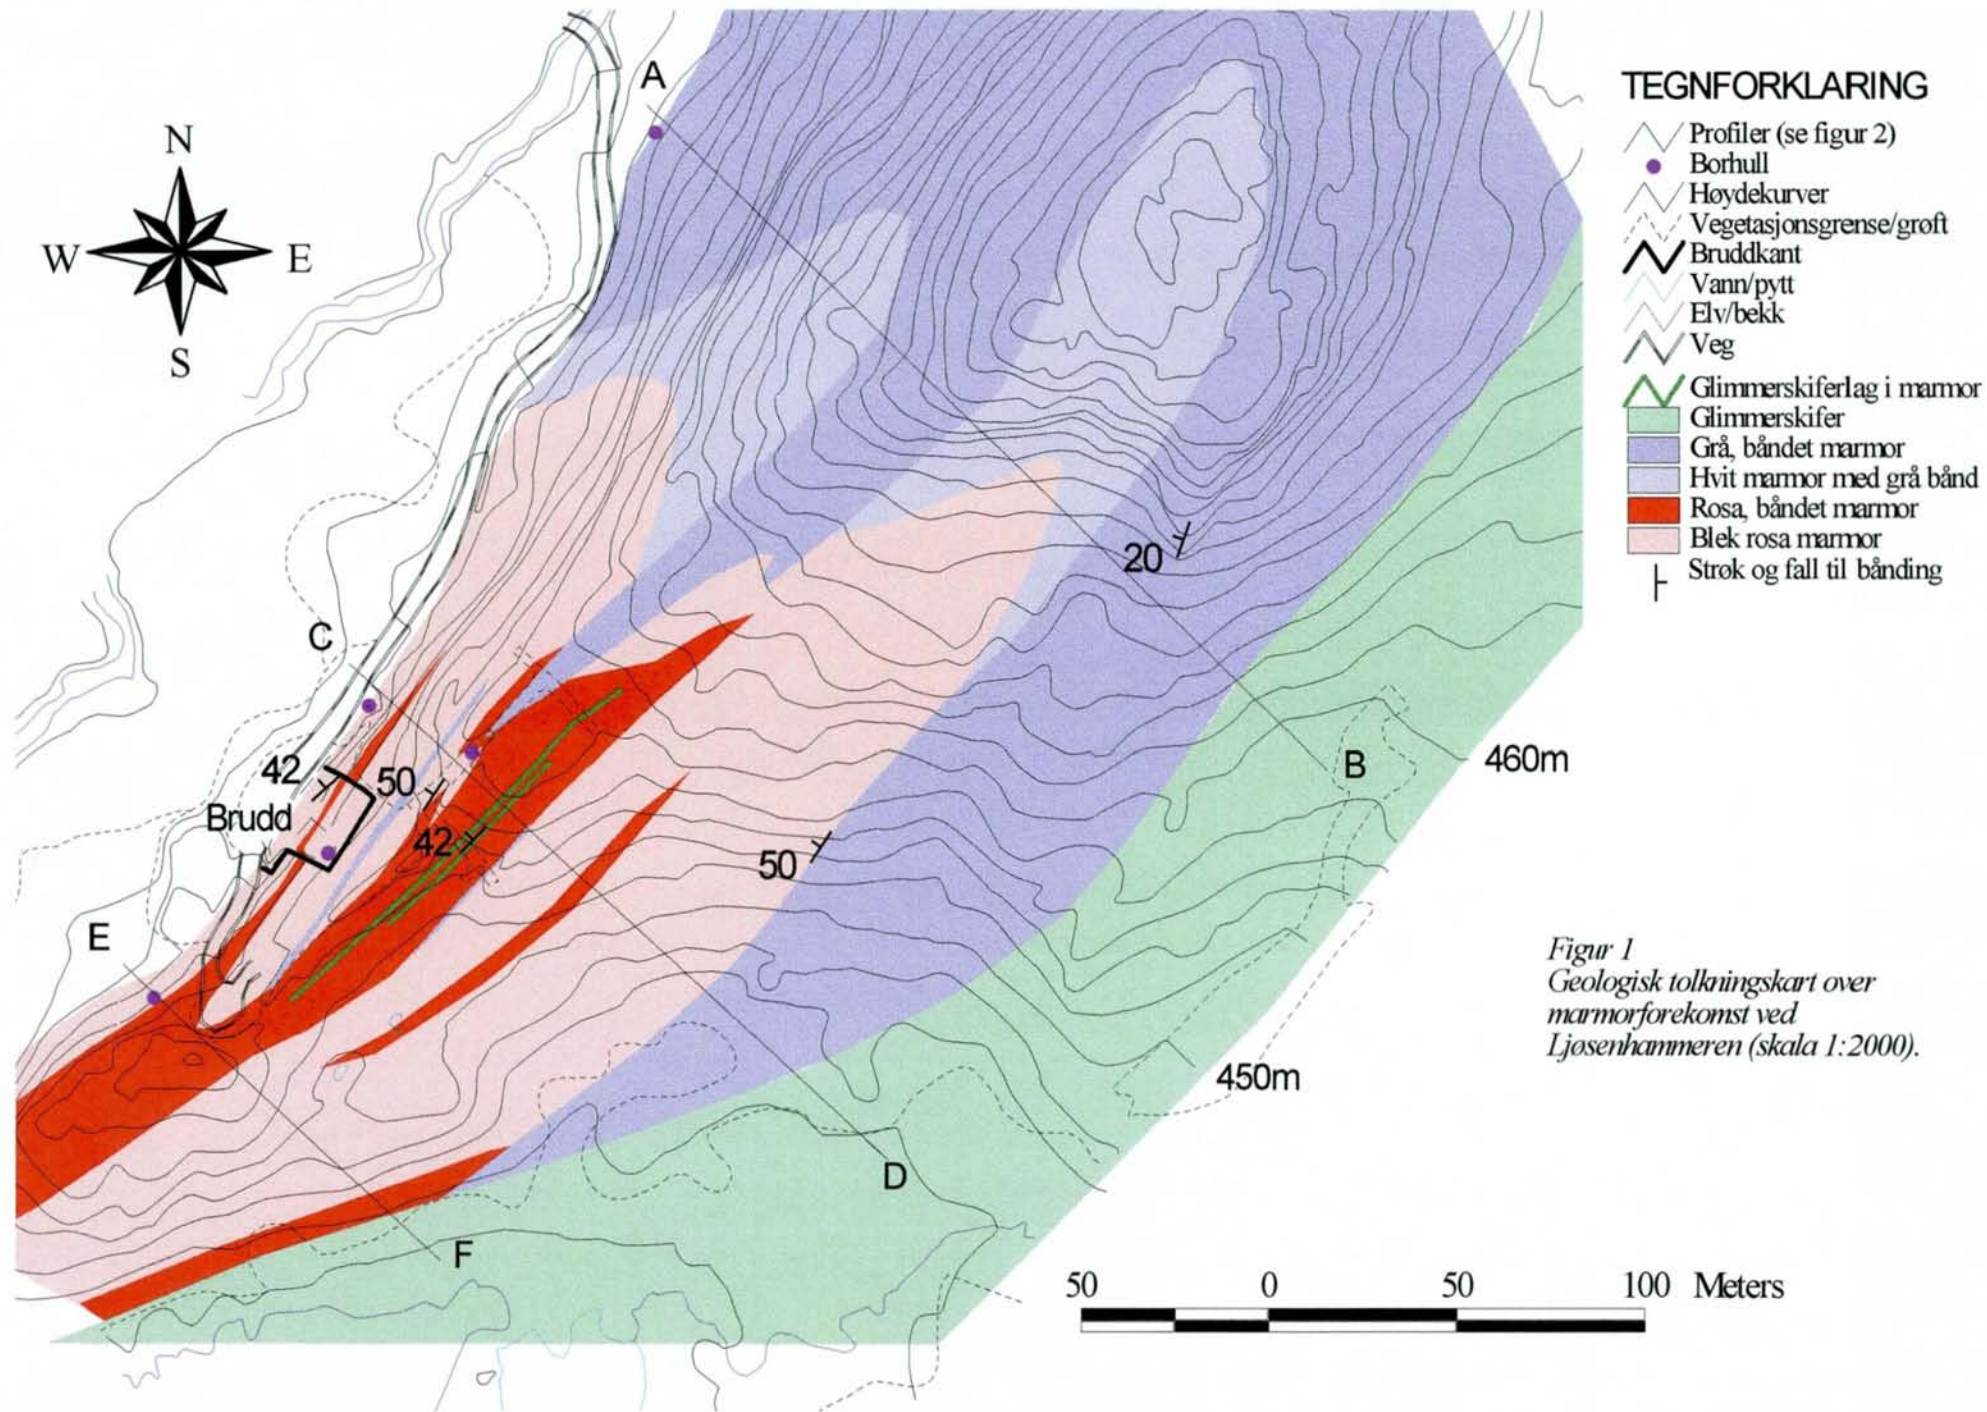 A
N
W
E
S
C
42
50
Brudd
42
E
20
50
B
460m
450m
D
F
TEGNFORKLARING
Profiler (se figur 2)
Borhull
Høydekurver
Vegetasjonsgrense/grøft
Bruddkant
Vann/pytt
Elv/bekk
Veg
Glimmerskiferlag i marmor
Glimmerskifer
Grå, båndet marmor
Hvit marmor med grå bånd
Rosa, båndet marmor
Blek rosa marmor
Strøk og fall til bånding
Figur 1
Geologisk tolkningskart over
marmorforekomst ved
Ljøsenhammeren (skala 1:2000).
50 0 50 100 Meters